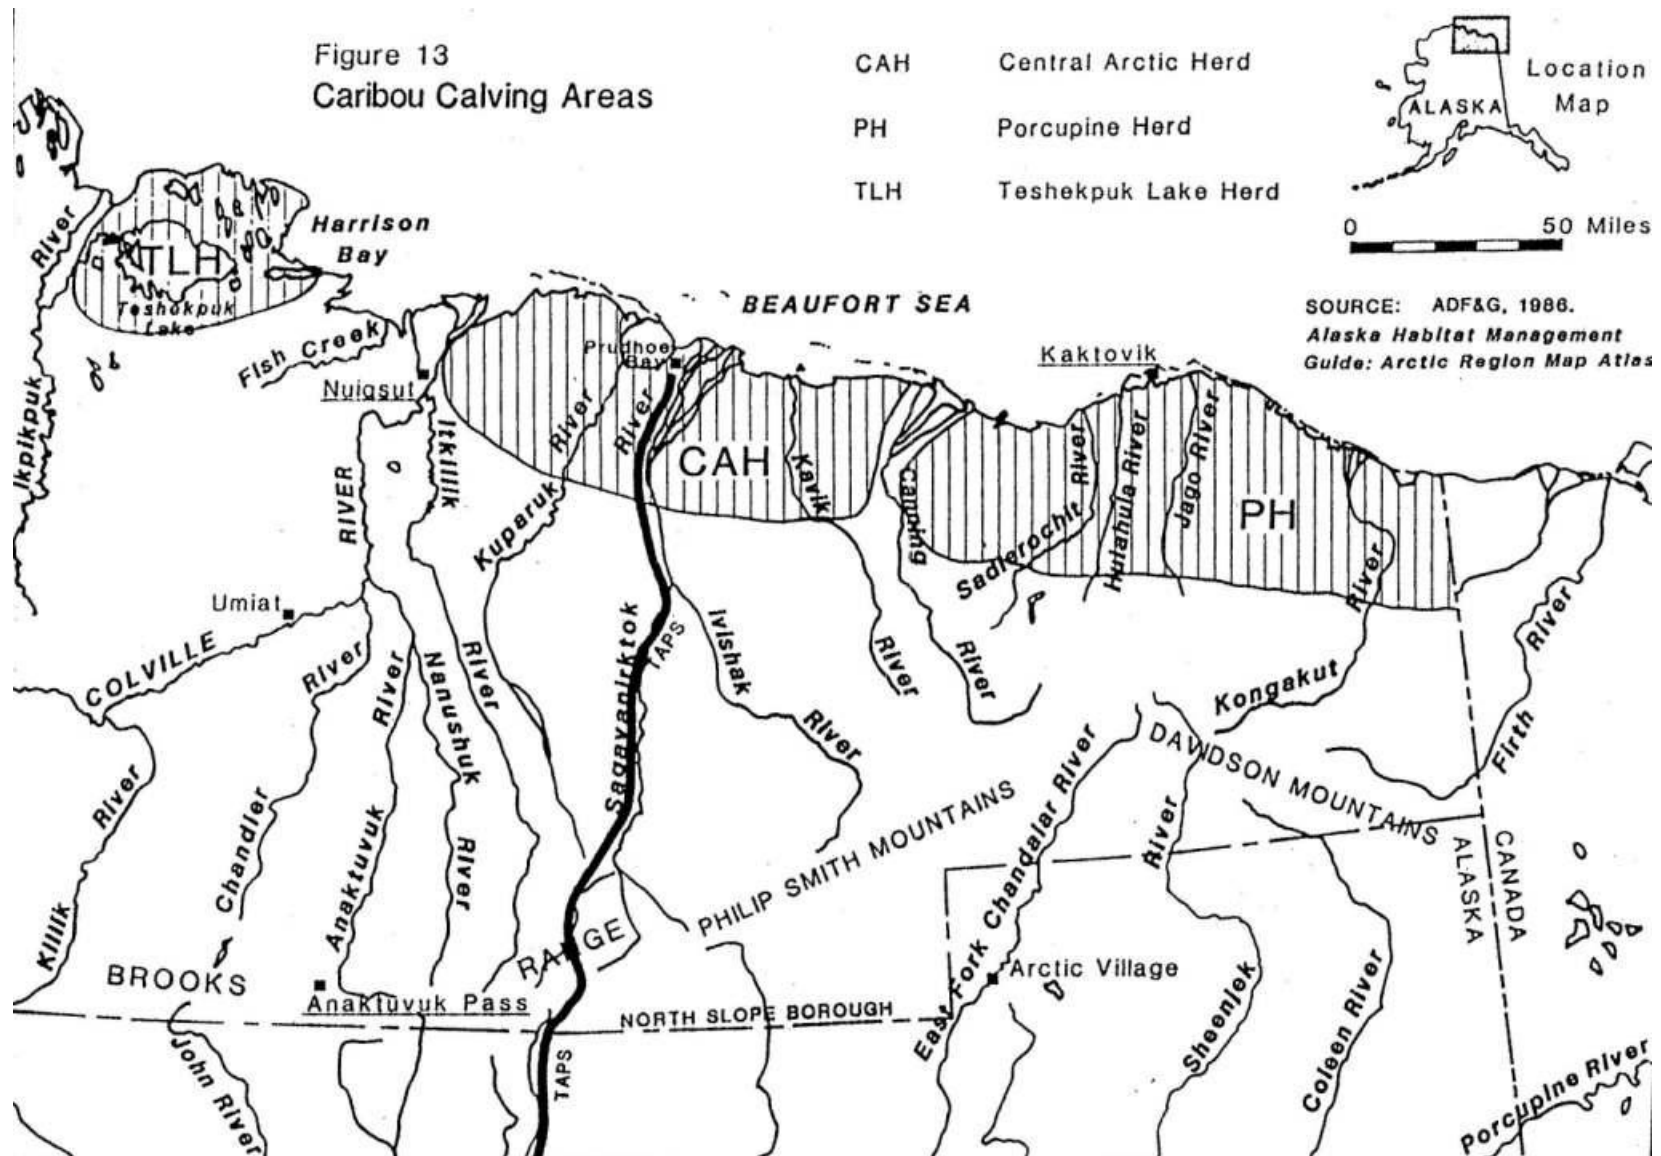 Figure 13
Caribou Calving Areas
CAH Central Arctic Herd
PH Porcupine Herd
TLH Teshekpuk Lake Herd
Location
Map
ALASKA
0 50 Miles
SOURCE: ADF&G, 1986.
Alaska Habitat Management
Guide: Arctic Region Map Atlas
Harrison
Bay
River
Ikpikpuk
TLH
Teshekpuk
Lake
BEAUFORT SEA
Fish Creek
Nuiqsut
Prudhoe
Bay
Kaktovik
River
River
CAH
Kavik
Canning
River
Sadlerochit
Hulahula River
Jago River
PH
River
River
Itkillik
RIVER
Kuparuk
Umiat
COLVILLE
River
River
Nanushuk
River
Sagavanirktok
TAPS
Ivishak
River
River
River
Kongakut
Firth
DAVIDSON MOUNTAINS
River
Chandler
Anaktuvuk
River
PHILIP SMITH MOUNTAINS
East Fork Chandalar River
River
ALASKA
CANADA
Killik
BROOKS
RANGE
Anaktuvuk Pass
Arctic Village
NORTH SLOPE BOROUGH
John River
TAPS
Sheenjek
Coleen River
Porcupine River